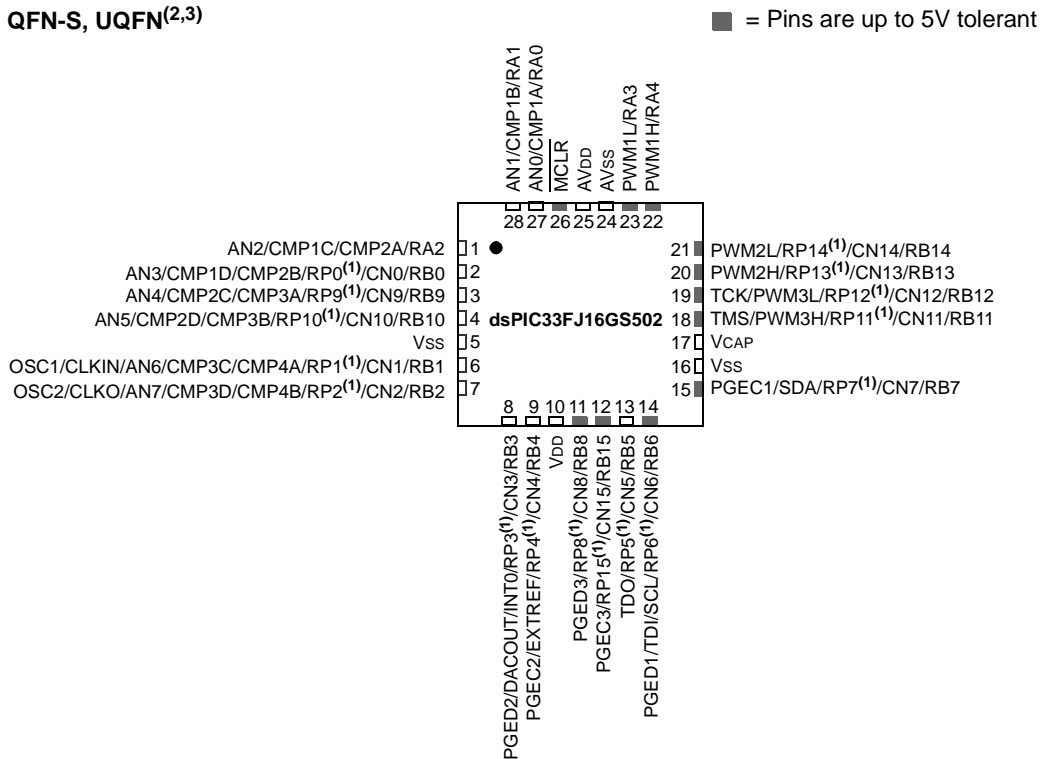 QFN-S, UQFN(2,3)
= Pins are up to 5V tolerant
AN1/CMP1B/RA1
AN0/CMP1A/RA0
MCLR
AVDD
AVSS
PWM1L/RA3
PWM1H/RA4
28 27 26 25 24 23 22
AN2/CMP1C/CMP2A/RA2 1
AN3/CMP1D/CMP2B/RP0(1)/CN0/RB0 2
AN4/CMP2C/CMP3A/RP9(1)/CN9/RB9 3
AN5/CMP2D/CMP3B/RP10(1)/CN10/RB10 4
VSS 5
OSC1/CLKIN/AN6/CMP3C/CMP4A/RP1(1)/CN1/RB1 6
OSC2/CLKO/AN7/CMP3D/CMP4B/RP2(1)/CN2/RB2 7
dsPIC33FJ16GS502
21 PWM2L/RP14(1)/CN14/RB14
20 PWM2H/RP13(1)/CN13/RB13
19 TCK/PWM3L/RP12(1)/CN12/RB12
18 TMS/PWM3H/RP11(1)/CN11/RB11
17 VCAP
16 VSS
15 PGEC1/SDA/RP7(1)/CN7/RB7
8 9 10 11 12 13 14
PGED2/DACOUT/INT0/RP3(1)/CN3/RB3
PGEC2/EXTREF/RP4(1)/CN4/RB4
VDD
PGED3/RP8(1)/CN8/RB8
PGEC3/RP15(1)/CN15/RB15
TDO/RP5(1)/CN5/RB5
PGED1/TDI/SCL/RP6(1)/CN6/RB6